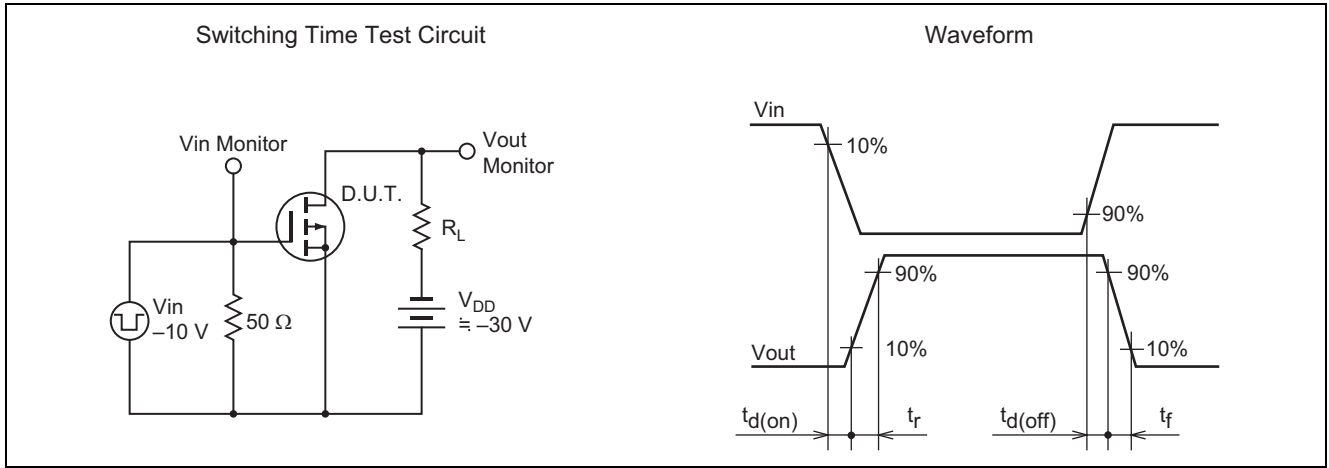 Switching Time Test Circuit
Vin Monitor
Vout
Monitor
D.U.T.
RL
Vin
–10 V
50 Ω
VDD
≒ –30 V
Waveform
Vin
10%
90%
90%
90%
Vout
10%
10%
td(on)
tr
td(off)
tf